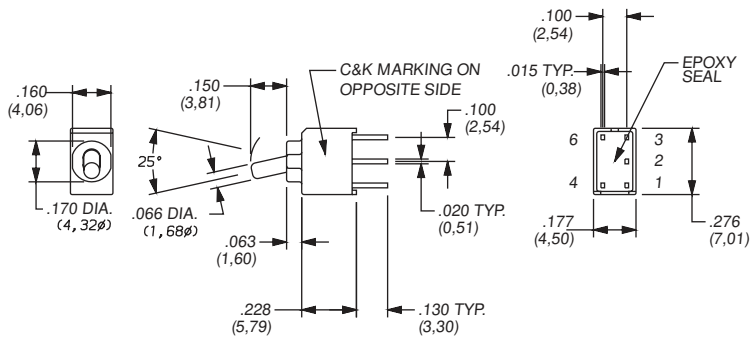 .160
(4,06)
.170 DIA.
(4,32ø)
.150
(3,81)
25°
.066 DIA.
(1,68ø)
.063
(1,60)
.228
(5,79)
C&K MARKING ON
OPPOSITE SIDE
.100
(2,54)
.020 TYP.
(0,51)
.130 TYP.
(3,30)
.100
(2,54)
.015 TYP.
(0,38)
EPOXY
SEAL
6 3
2
4 1
.177
(4,50)
.276
(7,01)